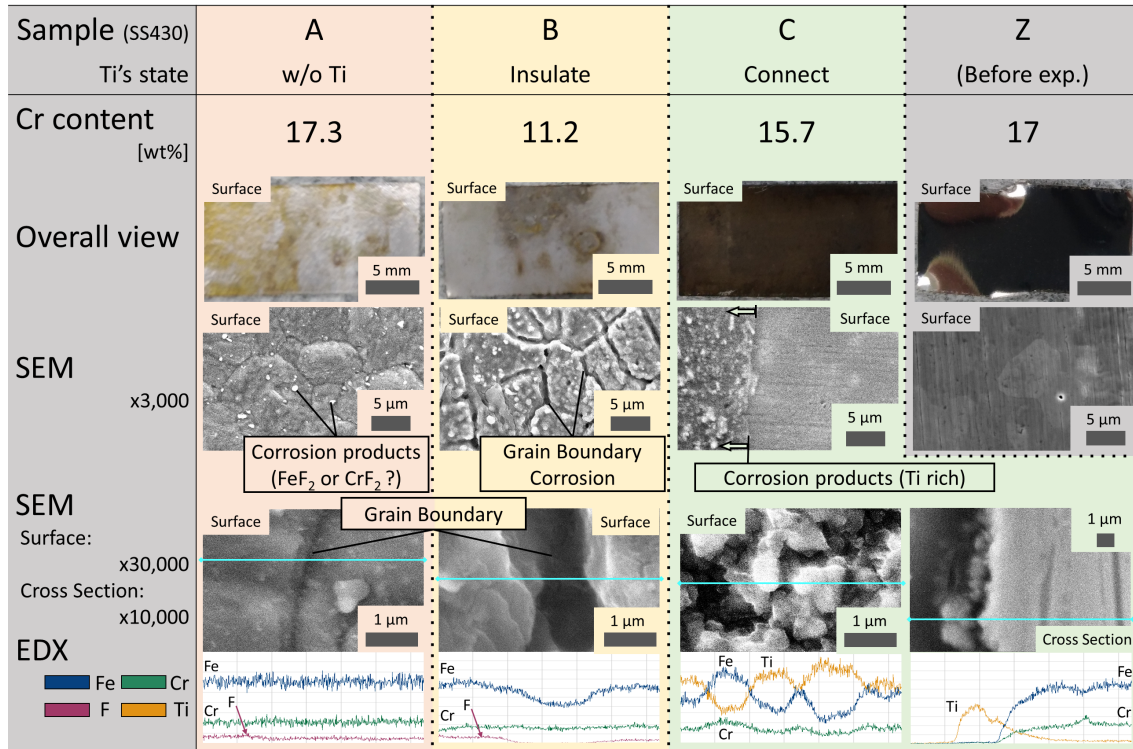 Sample (SS430) A B C Z
Ti's state w/o Ti Insulate Connect (Before exp.)
Cr content
[wt%] 17.3 11.2 15.7 17
Overall view
Surface Surface Surface Surface
5 mm 5 mm 5 mm 5 mm
SEM
x3,000
Surface Surface Surface Surface
5 µm 5 µm 5 µm 5 µm
Corrosion products
(FeF₂ or CrF₂ ?)
Grain Boundary
Corrosion
Corrosion products (Ti rich)
SEM
Surface:
x30,000
Cross Section:
x10,000
Grain Boundary
Surface Surface Surface 1 µm
1 µm 1 µm 1 µm Cross Section
EDX
Fe Cr
F Ti
Fe
F
Cr
Fe
F
Cr
Fe Ti
Cr
Fe
Ti
Cr